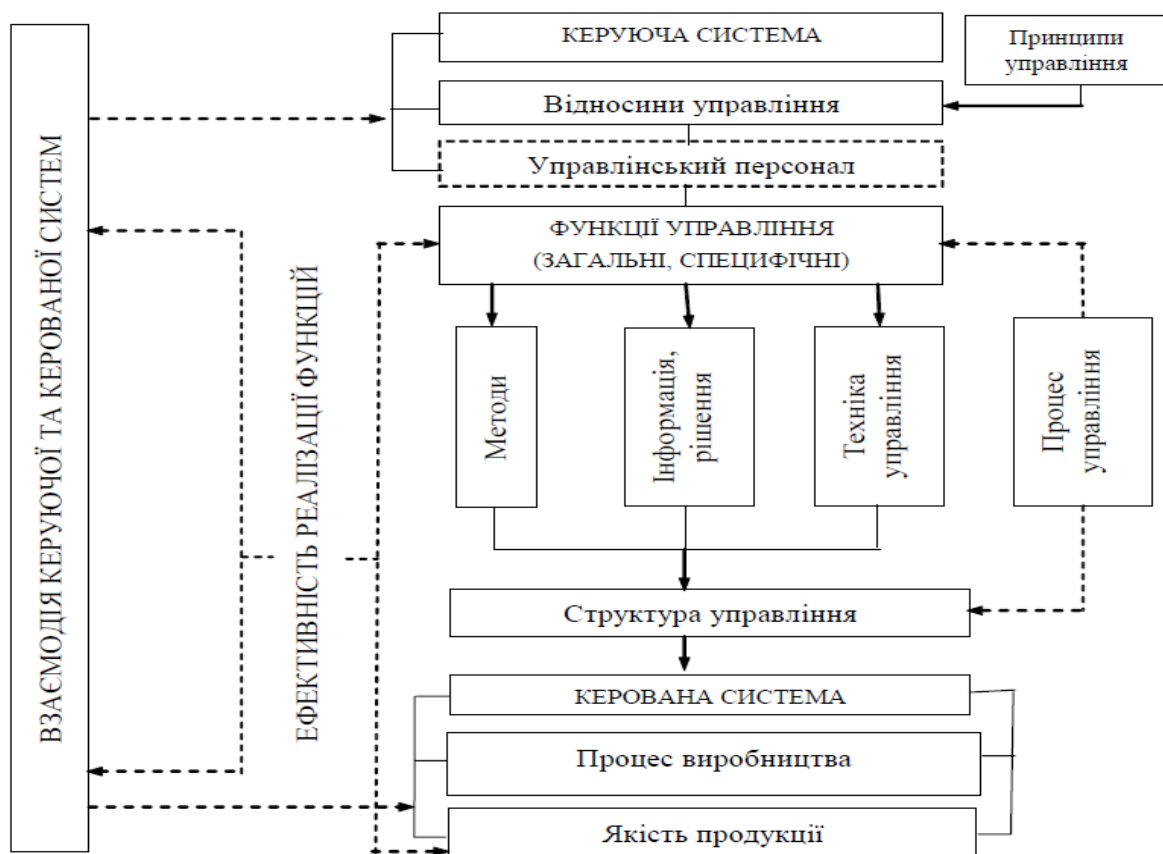 ВЗАЄМОДІЯ КЕРУЮЧОЇ ТА КЕРОВАНОЇ СИСТЕМ
ЕФЕКТИВНІСТЬ РЕАЛІЗАЦІЇ ФУНКЦІЙ
КЕРУЮЧА СИСТЕМА
Принципи
управління
Відносини управління
Управлінський персонал
ФУНКЦІЇ УПРАВЛІННЯ
(ЗАГАЛЬНІ, СПЕЦИФІЧНІ)
Методи
Інформація,
рішення
Техніка
управління
Процес
управління
Структура управління
КЕРОВАНА СИСТЕМА
Процес виробництва
Якість продукції